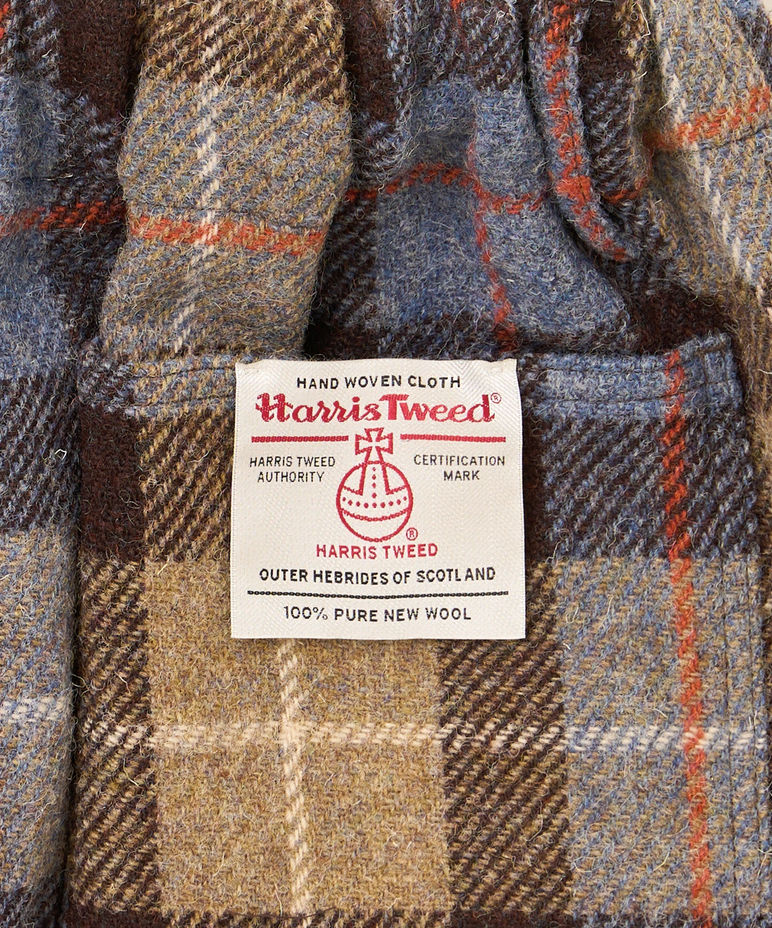 HAND WOVEN CLOTH
Harris Tweed®
HARRIS TWEED AUTHORITY
CERTIFICATION MARK
®
HARRIS TWEED
OUTER HEBRIDES OF SCOTLAND
100% PURE NEW WOOL